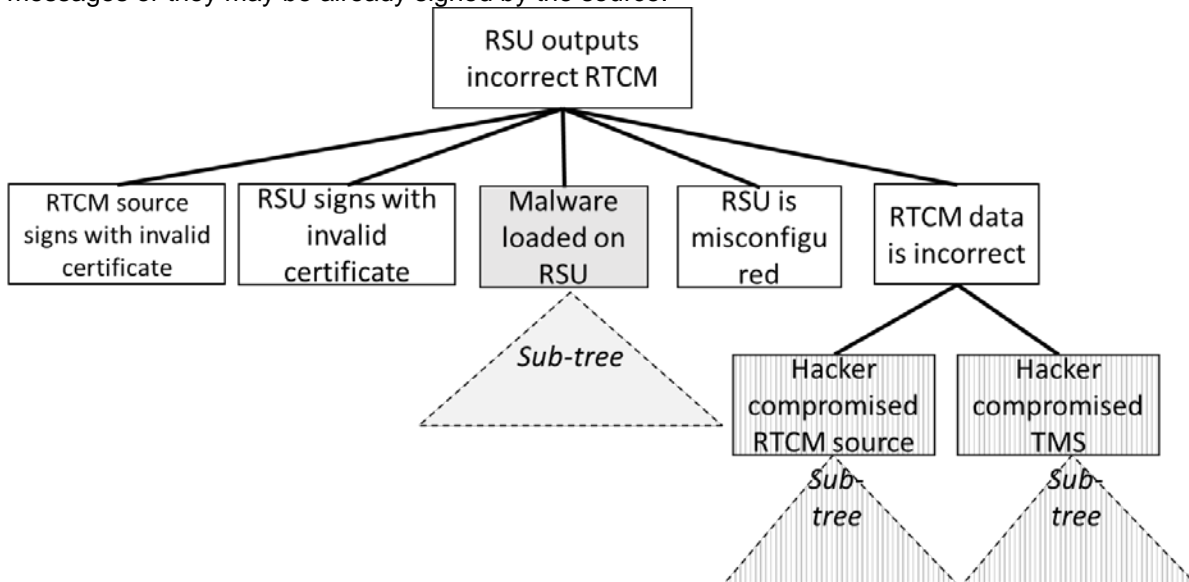 messages or they may be already signed by the source.
RSU outputs
incorrect RTCM
RTCM source
signs with invalid
certificate
RSU signs with
invalid
certificate
Malware
loaded on
RSU
RSU is
misconfigu
red
RTCM data
is incorrect
Sub-tree
Hacker
compromised
RTCM source
Hacker
compromised
TMS
Sub-
tree
Sub-
tree